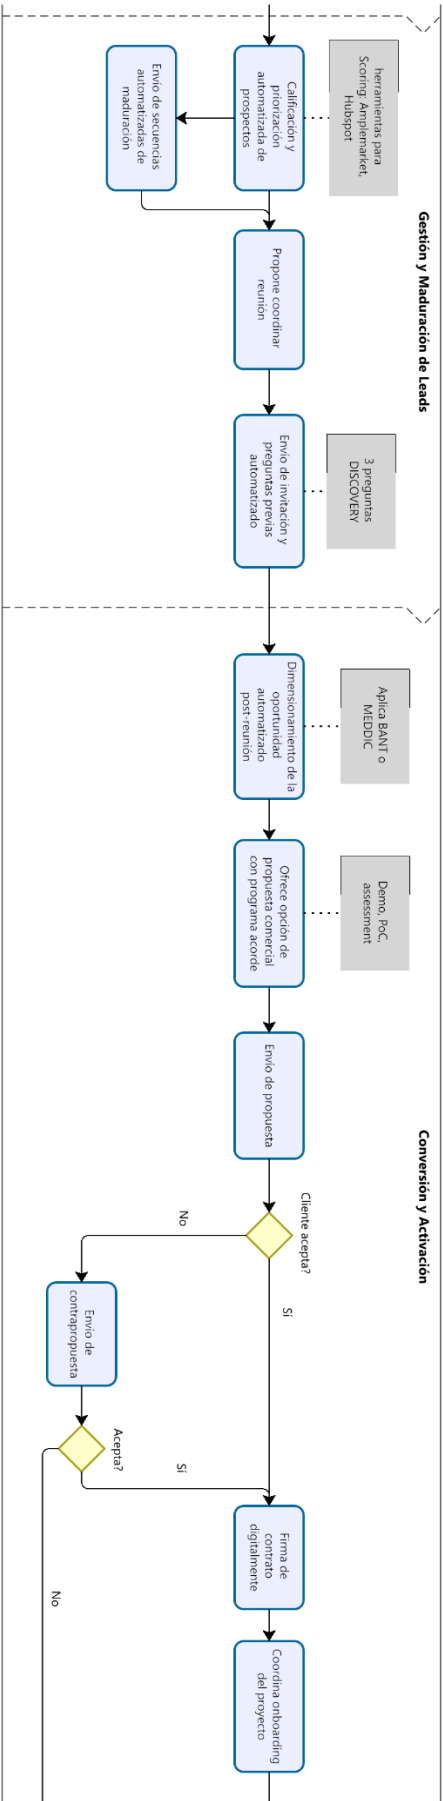 Gestión y Maduración de Leads
herramientas para
Scoring: Amplemarket,
Hubspot
Calificación y
priorización
automatizada de
prospectos
Envío de secuencias
automatizadas de
maduración
Propone coordinar
reunión
3 preguntas
DISCOVERY
Envío de invitación y
preguntas previas
automatizado
Conversión y Activación
Aplica BANT o
MEDDIC
Dimensionamiento de la
oportunidad
automatizado
post-reunión
Demo, PoC,
assessment
Ofrece opción de
propuesta comercial
con programa acorde
Envío de propuesta
Cliente acepta?
Sí
No
Envío de
contrapropuesta
Acepta?
Sí
No
Firma de
contrato
digitalmente
Coordina onboarding
del proyecto